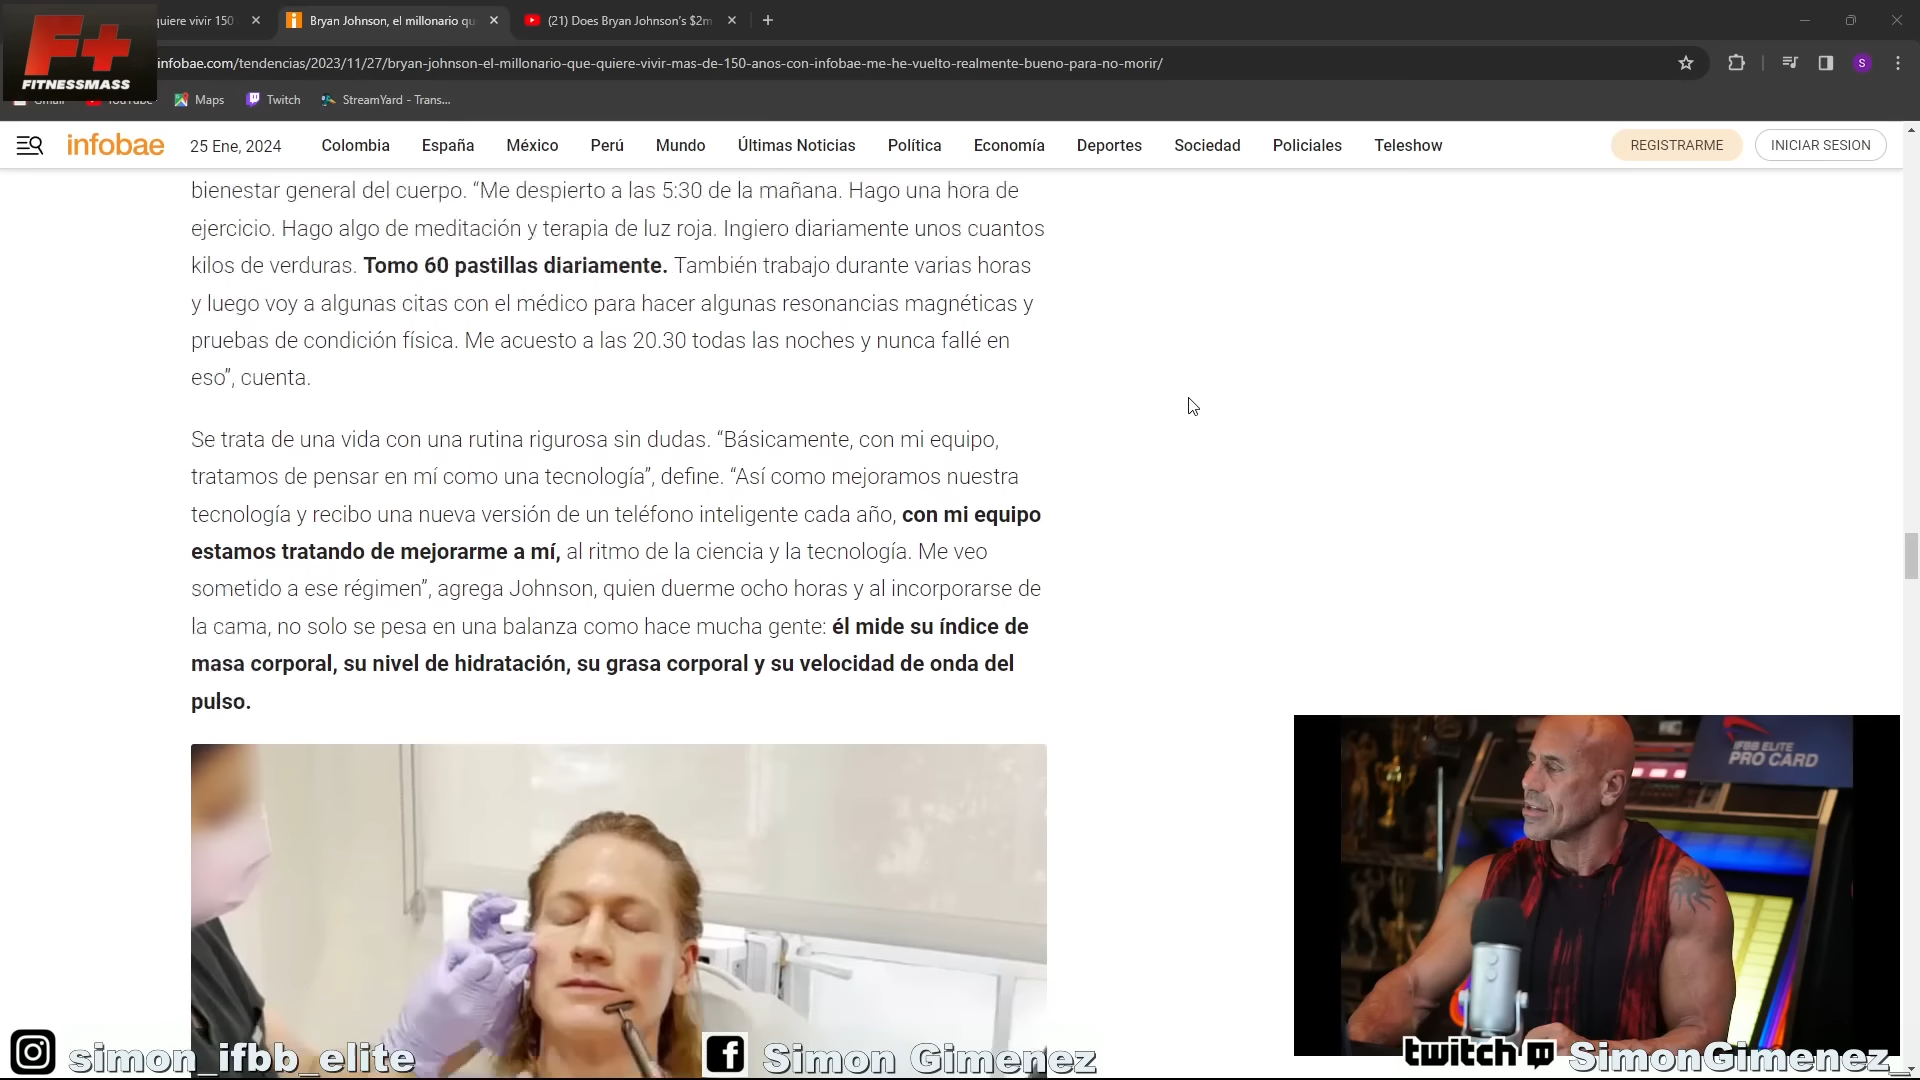 quiere vivir 150
Bryan Johnson, el millonario qu
(21) Does Bryan Johnson's $2m
infobae.com/tendencias/2023/11/27/bryan-johnson-el-millonario-que-quiere-vivir-mas-de-150-anos-con-infobae-me-he-vuelto-realmente-bueno-para-no-morir/
S
F+
FITNESSMASS
Gmail
YouTube
Maps
Twitch
StreamYard - Trans...
infobae
25 Ene, 2024
Colombia
España
México
Perú
Mundo
Últimas Noticias
Política
Economía
Deportes
Sociedad
Policiales
Teleshow
REGISTRARME
INICIAR SESION
bienestar general del cuerpo. “Me despierto a las 5:30 de la mañana. Hago una hora de
ejercicio. Hago algo de meditación y terapia de luz roja. Ingiero diariamente unos cuantos
kilos de verduras. Tomo 60 pastillas diariamente. También trabajo durante varias horas
y luego voy a algunas citas con el médico para hacer algunas resonancias magnéticas y
pruebas de condición física. Me acuesto a las 20.30 todas las noches y nunca fallé en
eso”, cuenta.
Se trata de una vida con una rutina rigurosa sin dudas. “Básicamente, con mi equipo,
tratamos de pensar en mí como una tecnología”, define. “Así como mejoramos nuestra
tecnología y recibo una nueva versión de un teléfono inteligente cada año, con mi equipo
estamos tratando de mejorarme a mí, al ritmo de la ciencia y la tecnología. Me veo
sometido a ese régimen”, agrega Johnson, quien duerme ocho horas y al incorporarse de
la cama, no solo se pesa en una balanza como hace mucha gente: él mide su índice de
masa corporal, su nivel de hidratación, su grasa corporal y su velocidad de onda del
pulso.
IFBB ELITE
PRO CARD
simon_ifbb_elite
Simon Gimenez
twitch
SimonGimenez_